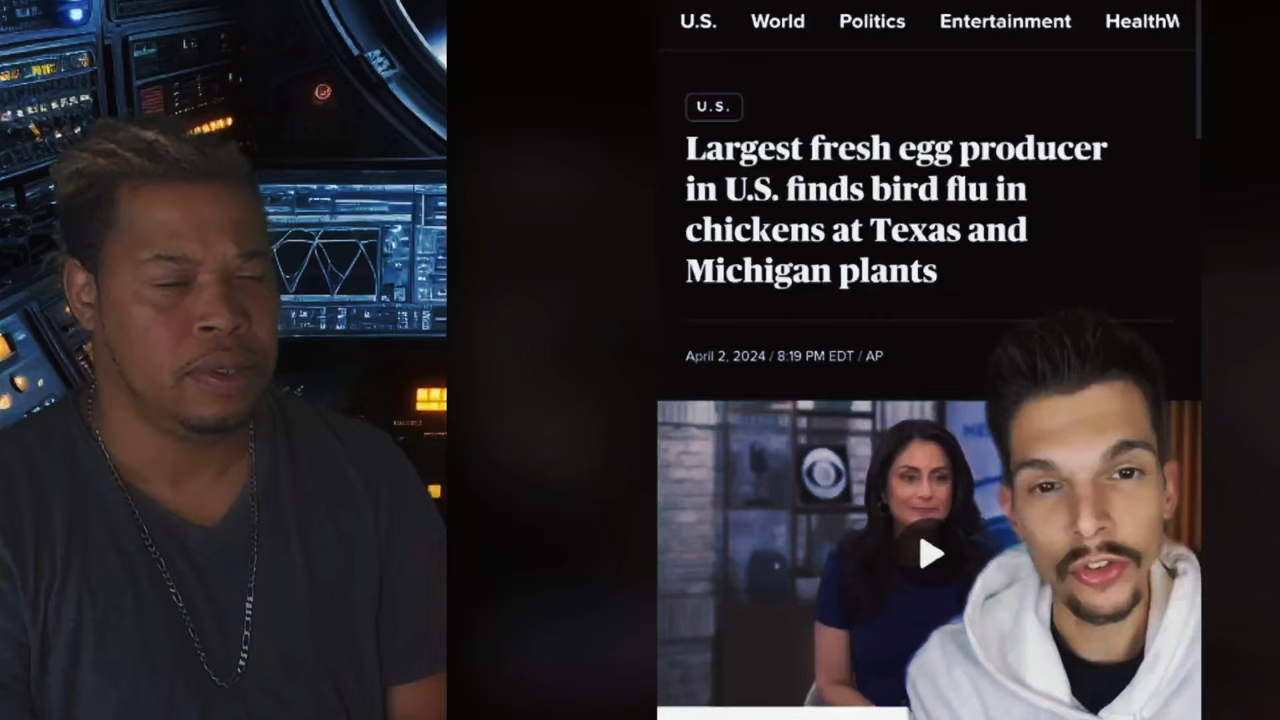 U.S. World Politics Entertainment HealthW
U.S.
Largest fresh egg producer
in U.S. finds bird flu in
chickens at Texas and
Michigan plants
April 2, 2024 / 8:19 PM EDT / AP